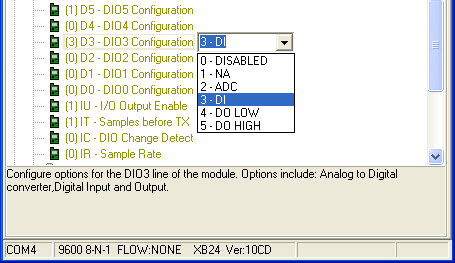 (1) D5 - DIO5 Configuration
(0) D4 - DIO4 Configuration
(3) D3 - DIO3 Configuration 3 - DI
0 - DISABLED
(0) D2 - DIO2 Configuration
1 - NA
(0) D1 - DIO1 Configuration
2 - ADC
(0) D0 - DIO0 Configuration
3 - DI
(1) IU - I/O Output Enable
4 - DO LOW
(1) IT - Samples before TX
5 - DO HIGH
(0) IC - DIO Change Detect
(0) IR - Sample Rate
Configure options for the DIO3 line of the module. Options include: Analog to Digital
converter,Digital Input and Output.
COM4 9600 8-N-1 FLOW:NONE XB24 Ver:10CD